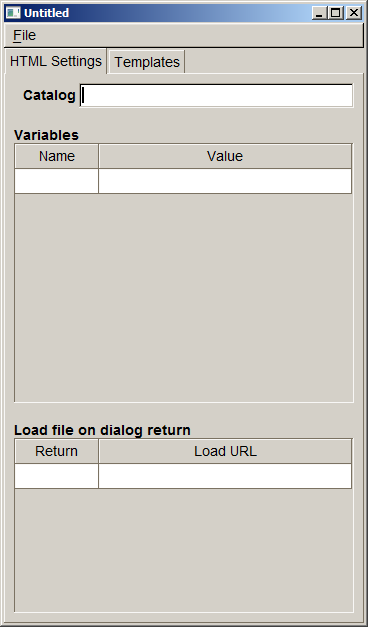 Untitled
File
HTML Settings Templates
Catalog
Variables
Name Value
Load file on dialog return
Return Load URL